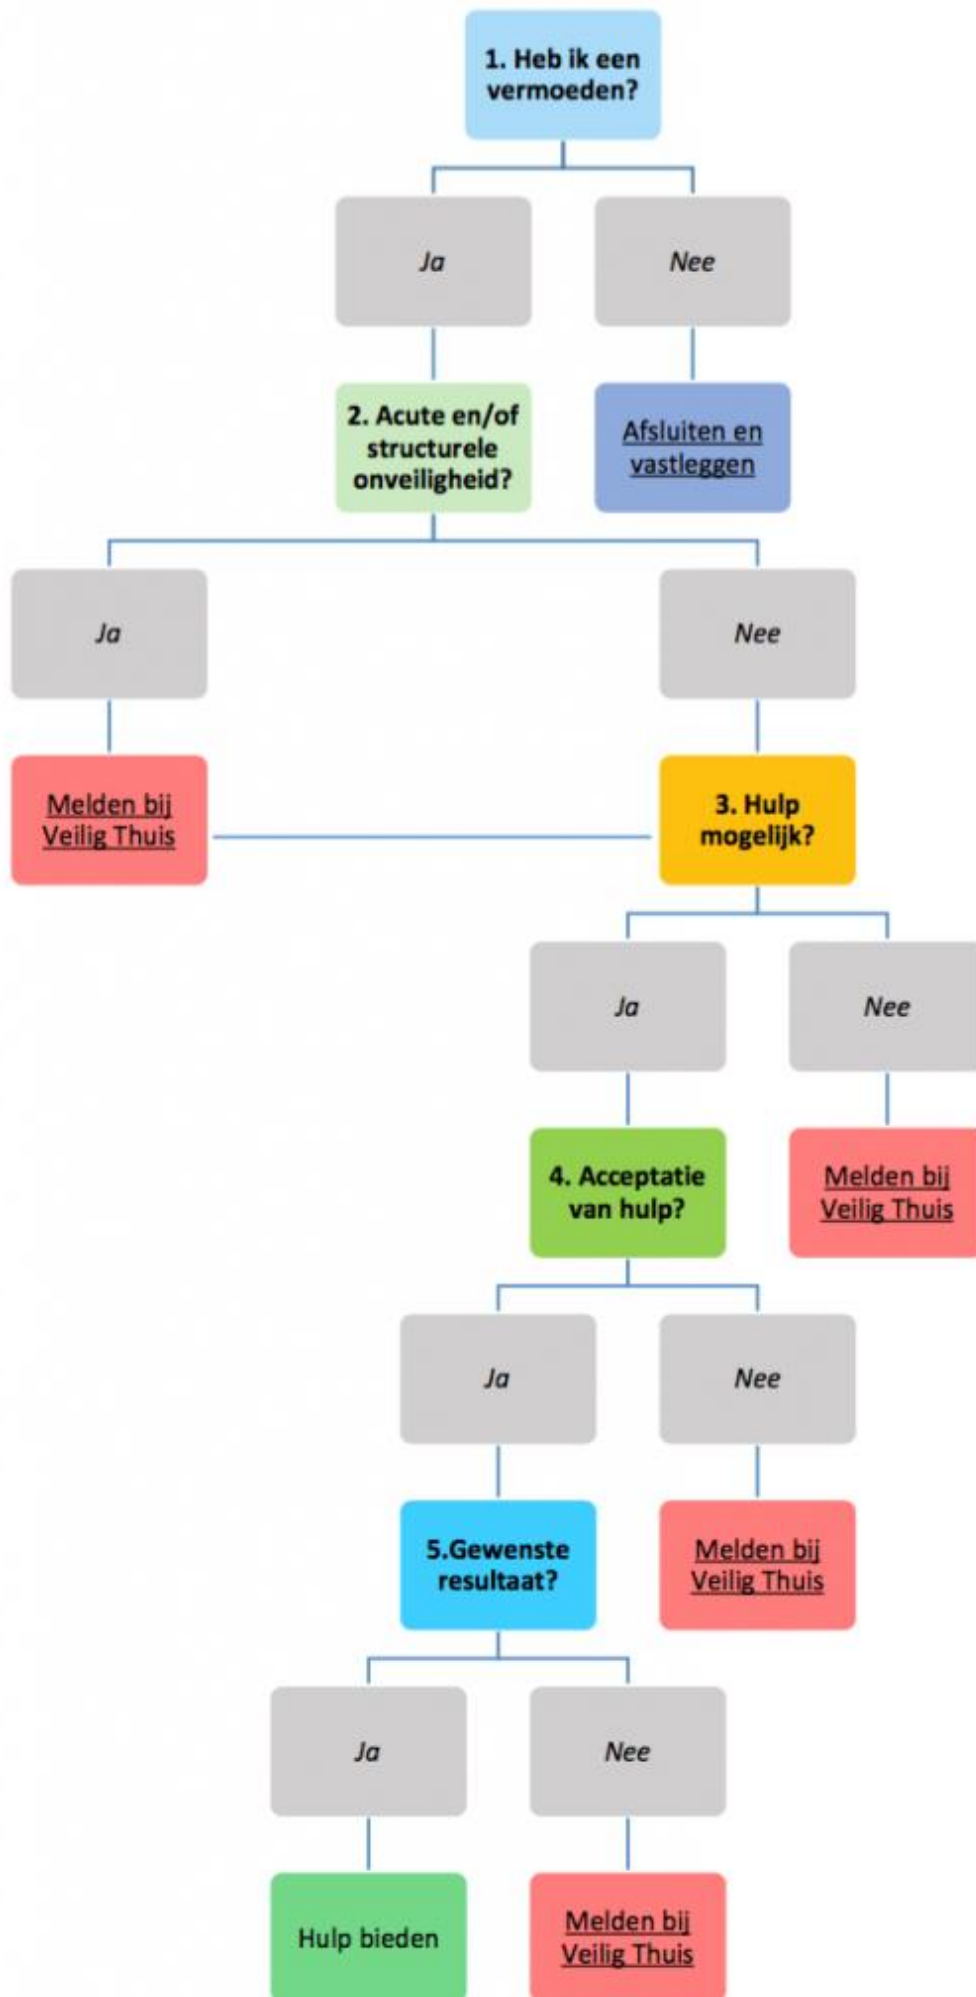 1. Heb ik een
vermoeden?
Ja
Nee
2. Acute en/of
structurele
onveiligheid?
Afsluiten en
vastleggen
Ja
Nee
Melden bij
Veilig Thuis
3. Hulp
mogelijk?
Ja
Nee
4. Acceptatie
van hulp?
Melden bij
Veilig Thuis
Ja
Nee
5.Gewenste
resultaat?
Melden bij
Veilig Thuis
Ja
Nee
Hulp bieden
Melden bij
Veilig Thuis